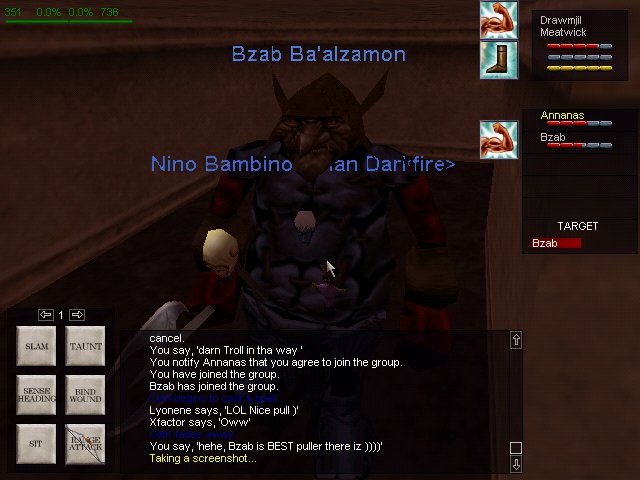 351 0.0% 0.0% 736
Drawmjil
Meatwick
Bzab Ba'alzamon
Annanas
Bzab
Nino Bambino Dark fire>
TARGET
Bzab
1
SLAM
TAUNT
SENSE
HEADING
BIND
WOUND
SIT
RANGE
ATTACK
cancel.
You say, 'darn Troll in tha way '
You notify Annanas that you agree to join the group.
You have joined the group.
Bzab has joined the group.
begins to cast a spell.
Lyonene says, 'LOL Nice pull )'
Xfactor says, 'Oww'
You say, 'hehe, Bzab is BEST puller there iz ))))'
Taking a screenshot...